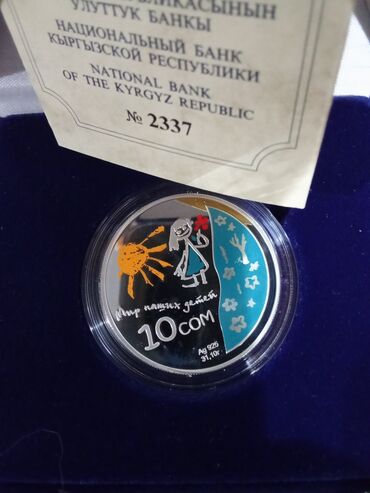 УЛУТТУК БАНКЫ
НАЦИОНАЛЬНЫЙ БАНК
КЫРГЫЗСКОЙ РЕСПУБЛИКИ
NATIONAL BANK
OF THE KYRGYZ REPUBLIC
№ 2337
Мир наших детей
10 СОМ
Ag 925
31,10г